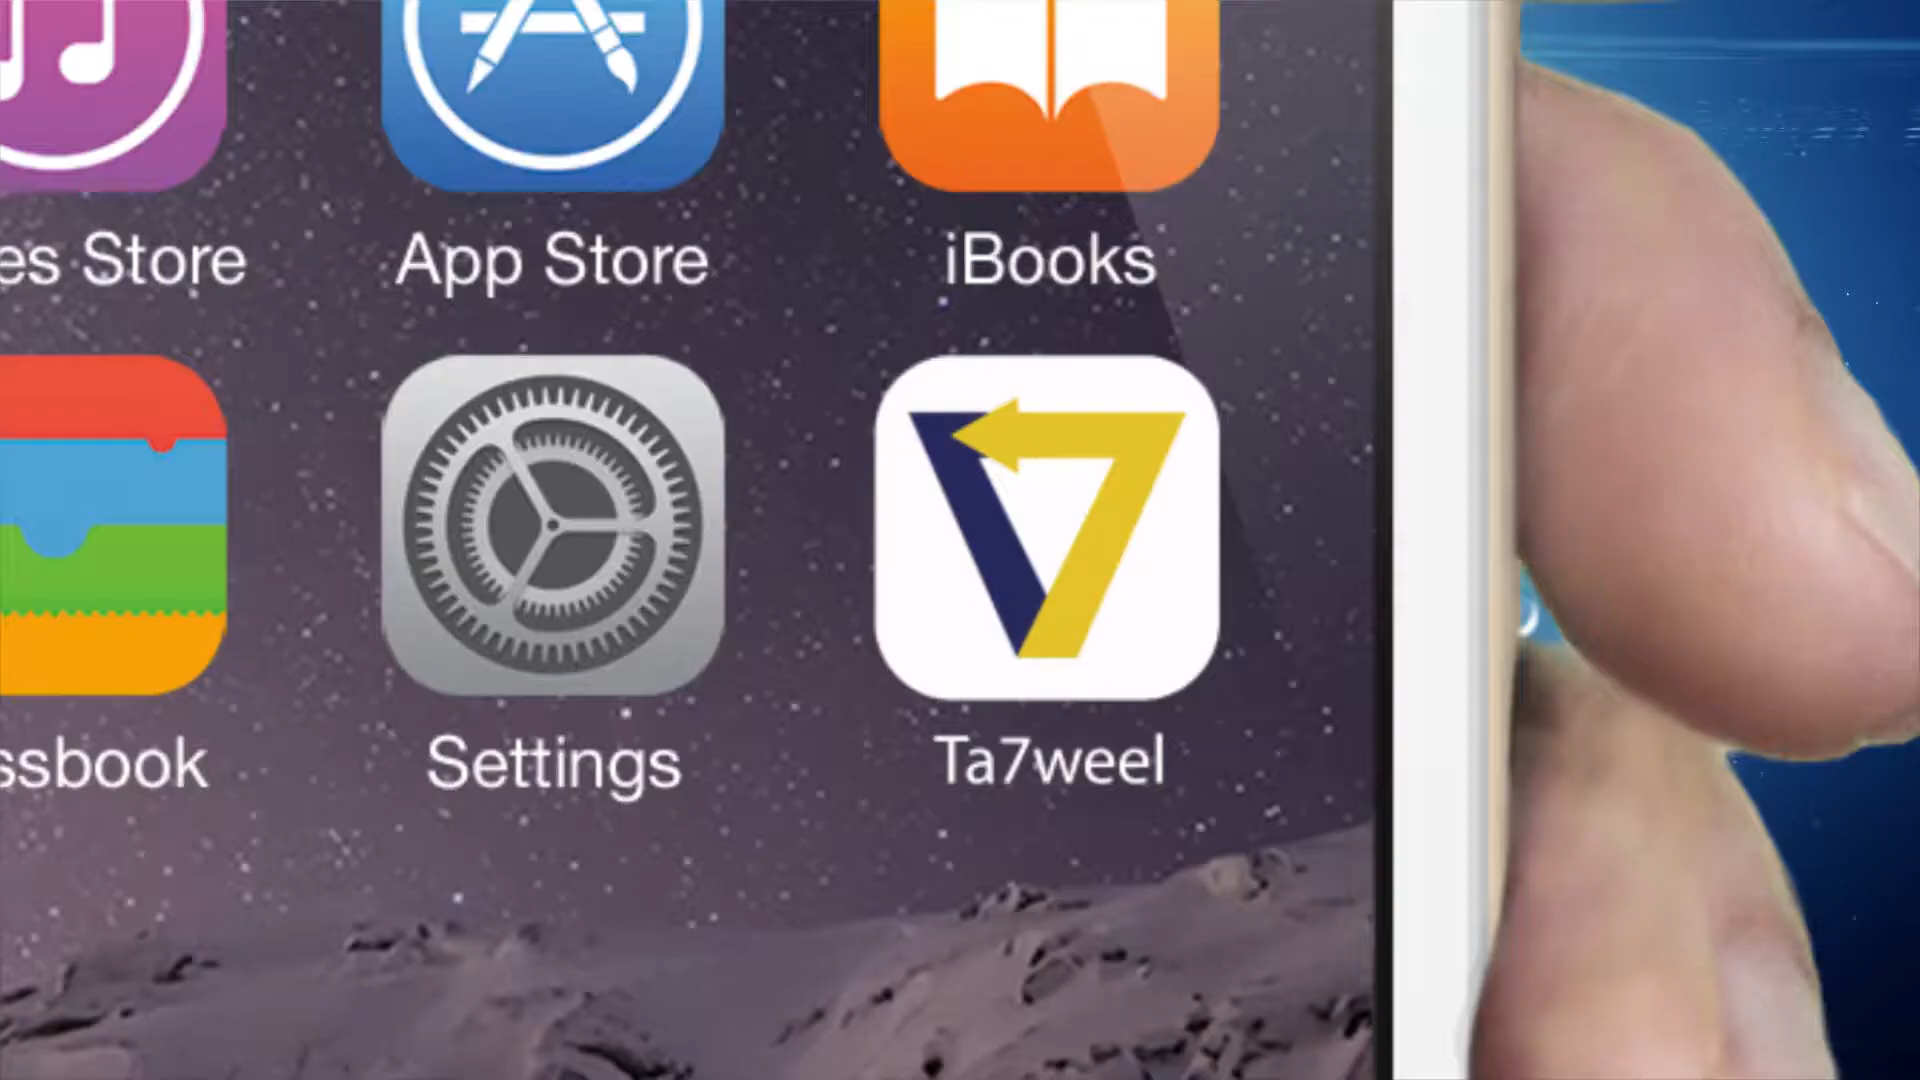 es Store
App Store
iBooks
ssbook
Settings
Ta7weel